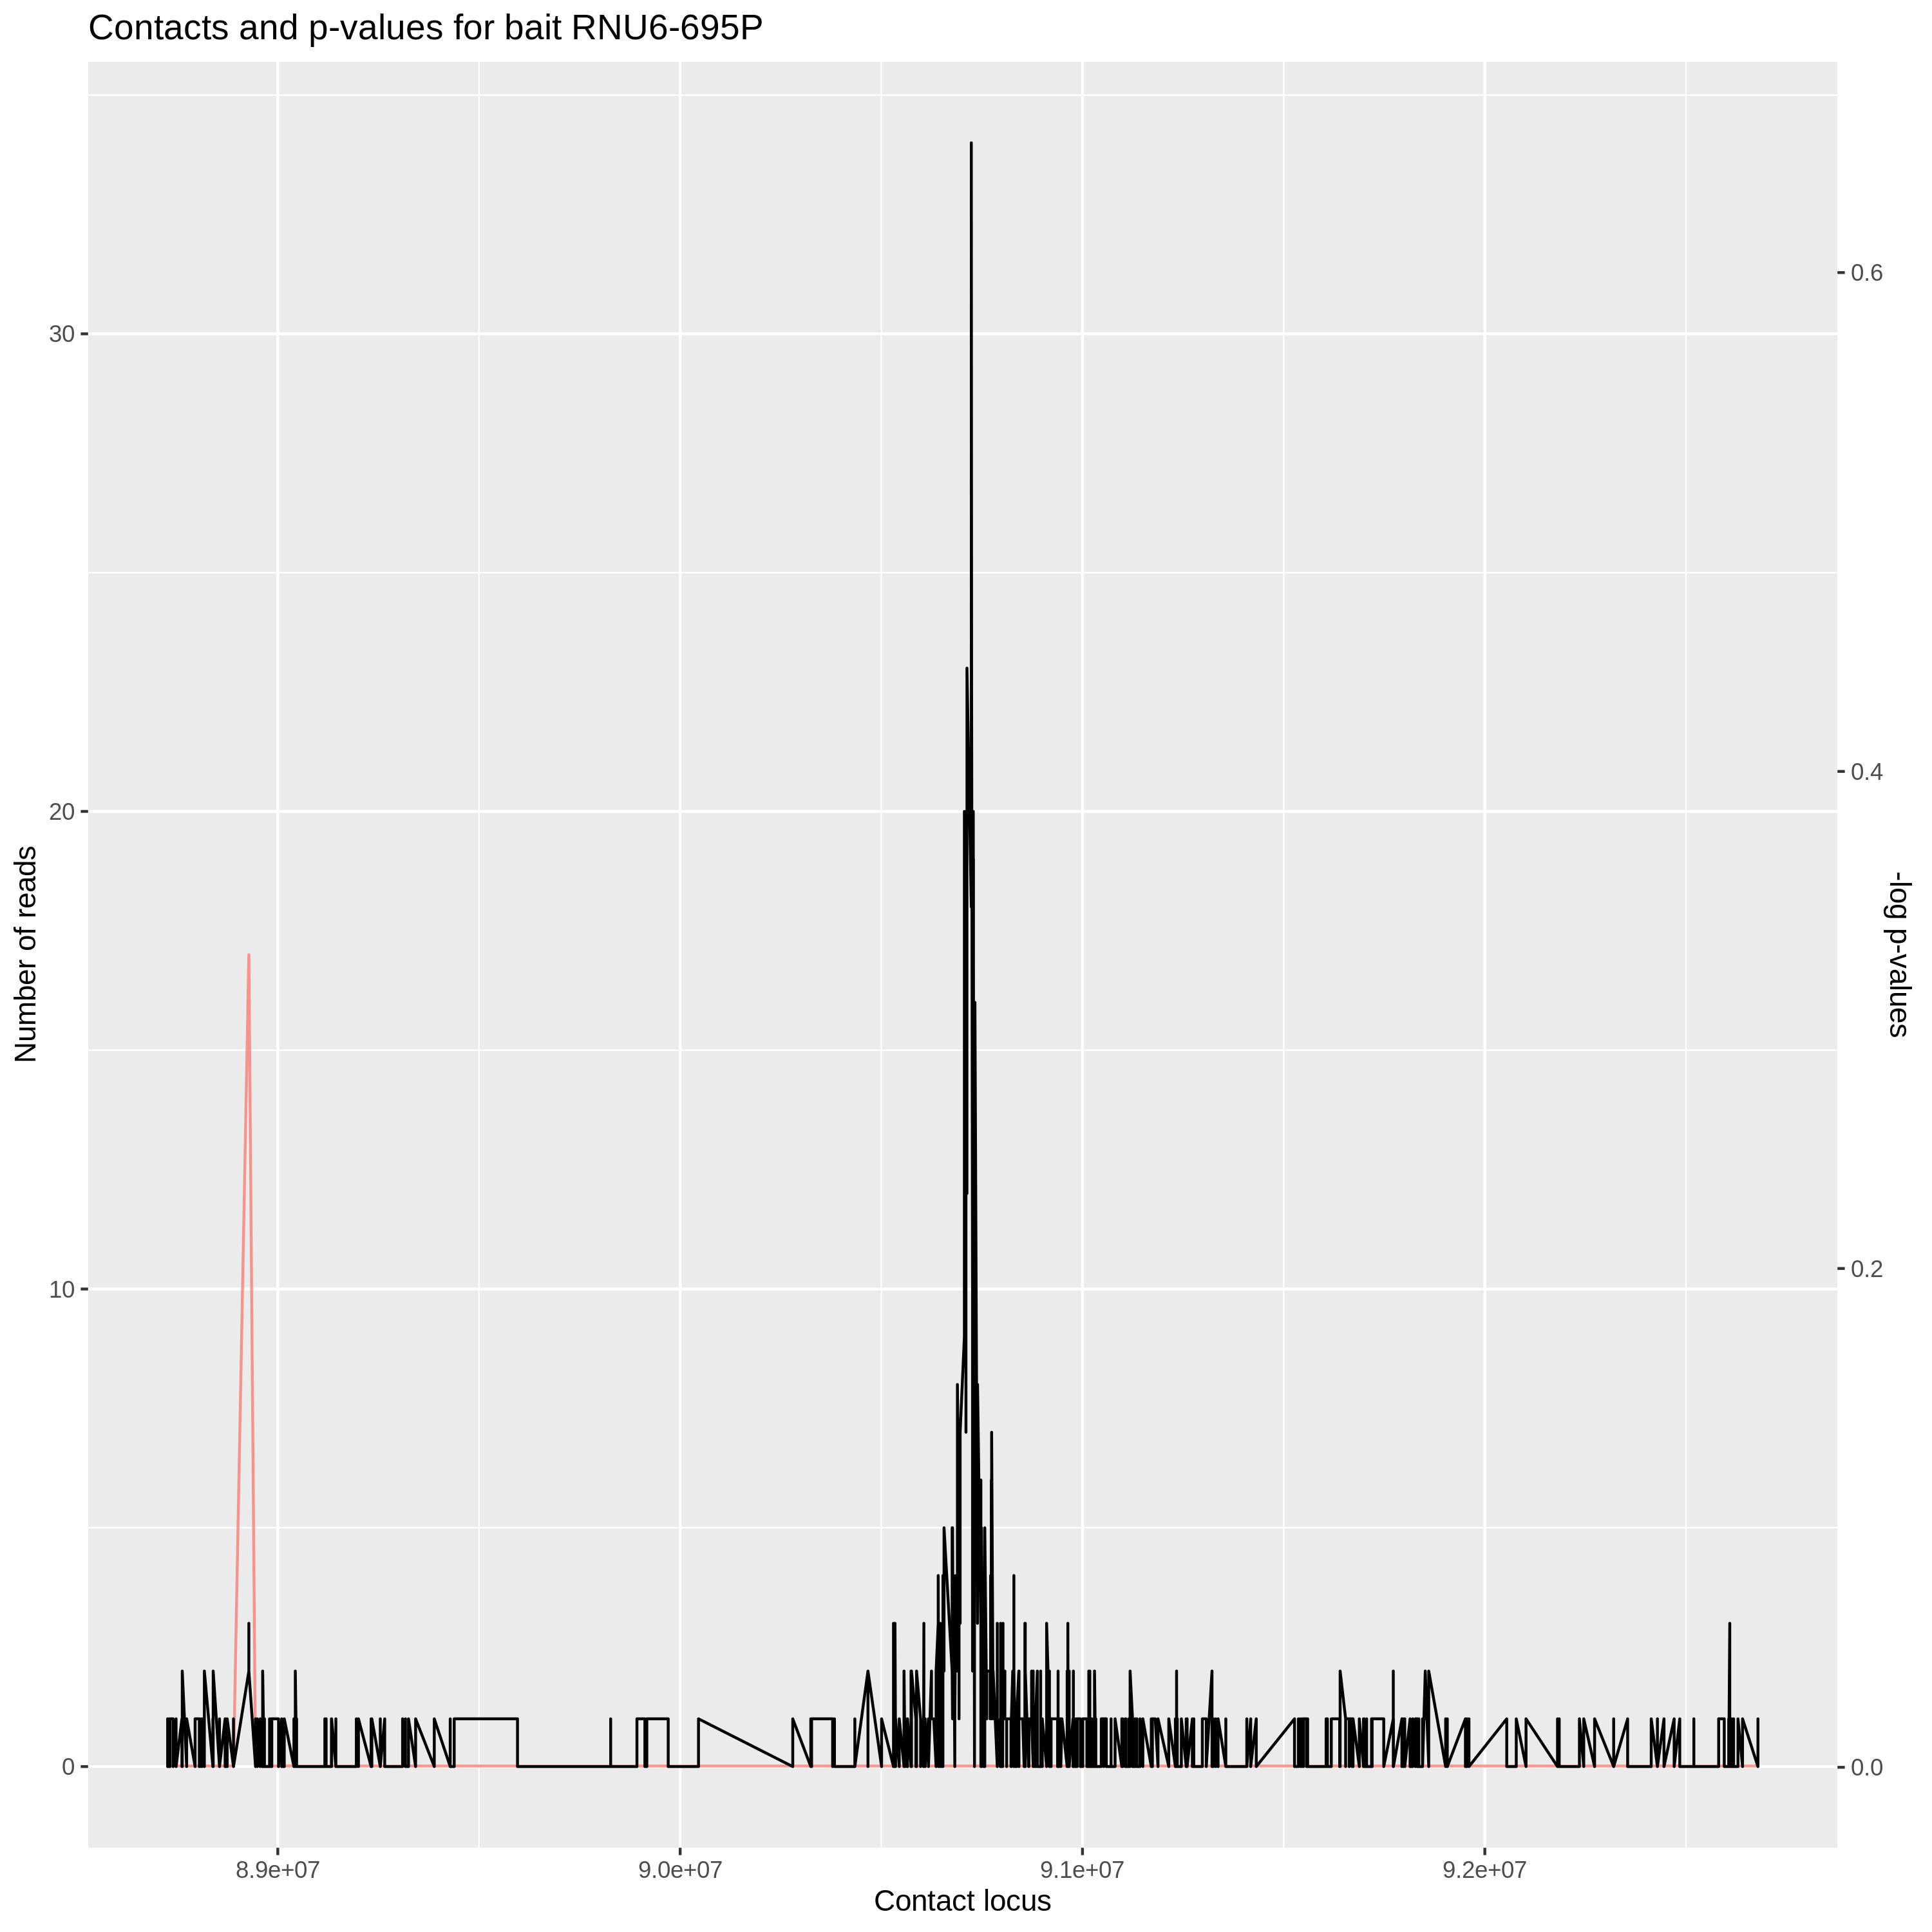 Contacts and p-values for bait RNU6-695P
30
20
10
0
Number of reads
0.6
0.4
0.2
0.0
-log p-values
8.9e+07
9.0e+07
9.1e+07
9.2e+07
Contact locus